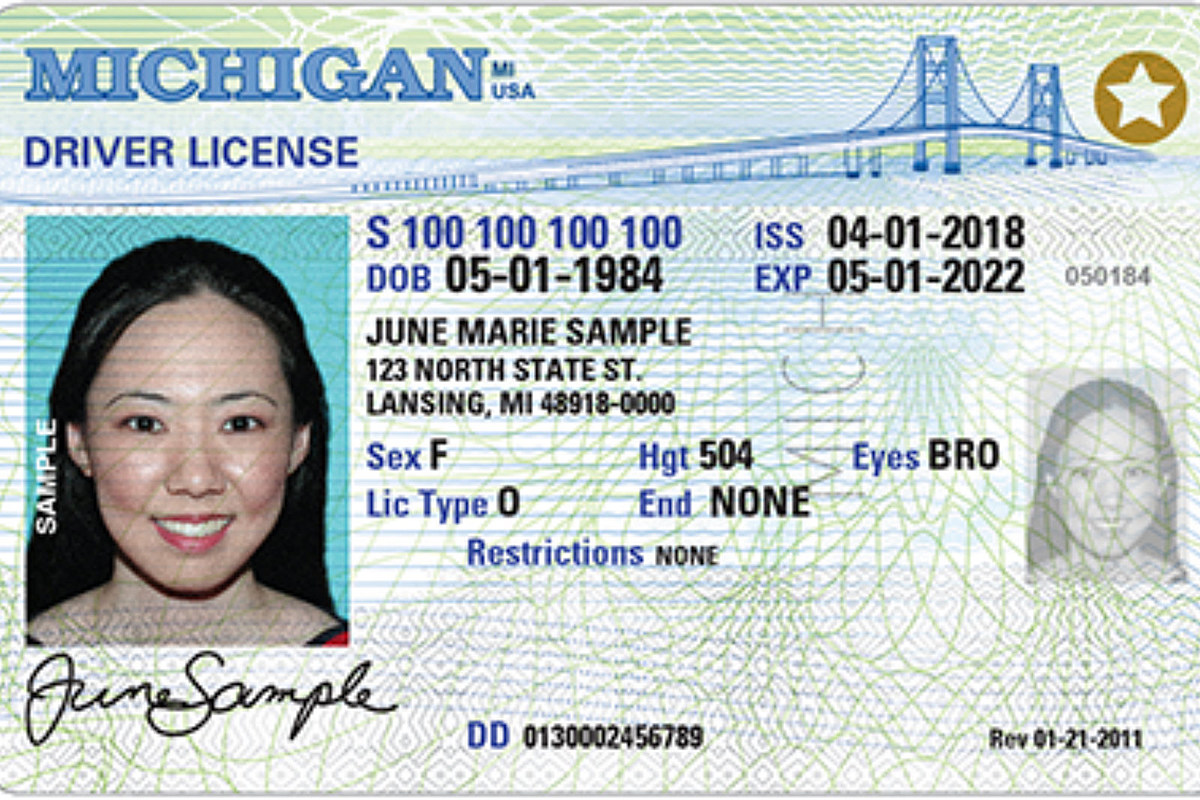 MICHIGAN MI USA
DRIVER LICENSE
S 100 100 100 100 ISS 04-01-2018
DOB 05-01-1984 EXP 05-01-2022 050184
JUNE MARIE SAMPLE
123 NORTH STATE ST.
LANSING, MI 48918-0000
Sex F Hgt 504 Eyes BRO
Lic Type O End NONE
Restrictions NONE
SAMPLE
MICH
June Sample
DD 0130002456789 Rev 01-21-2011